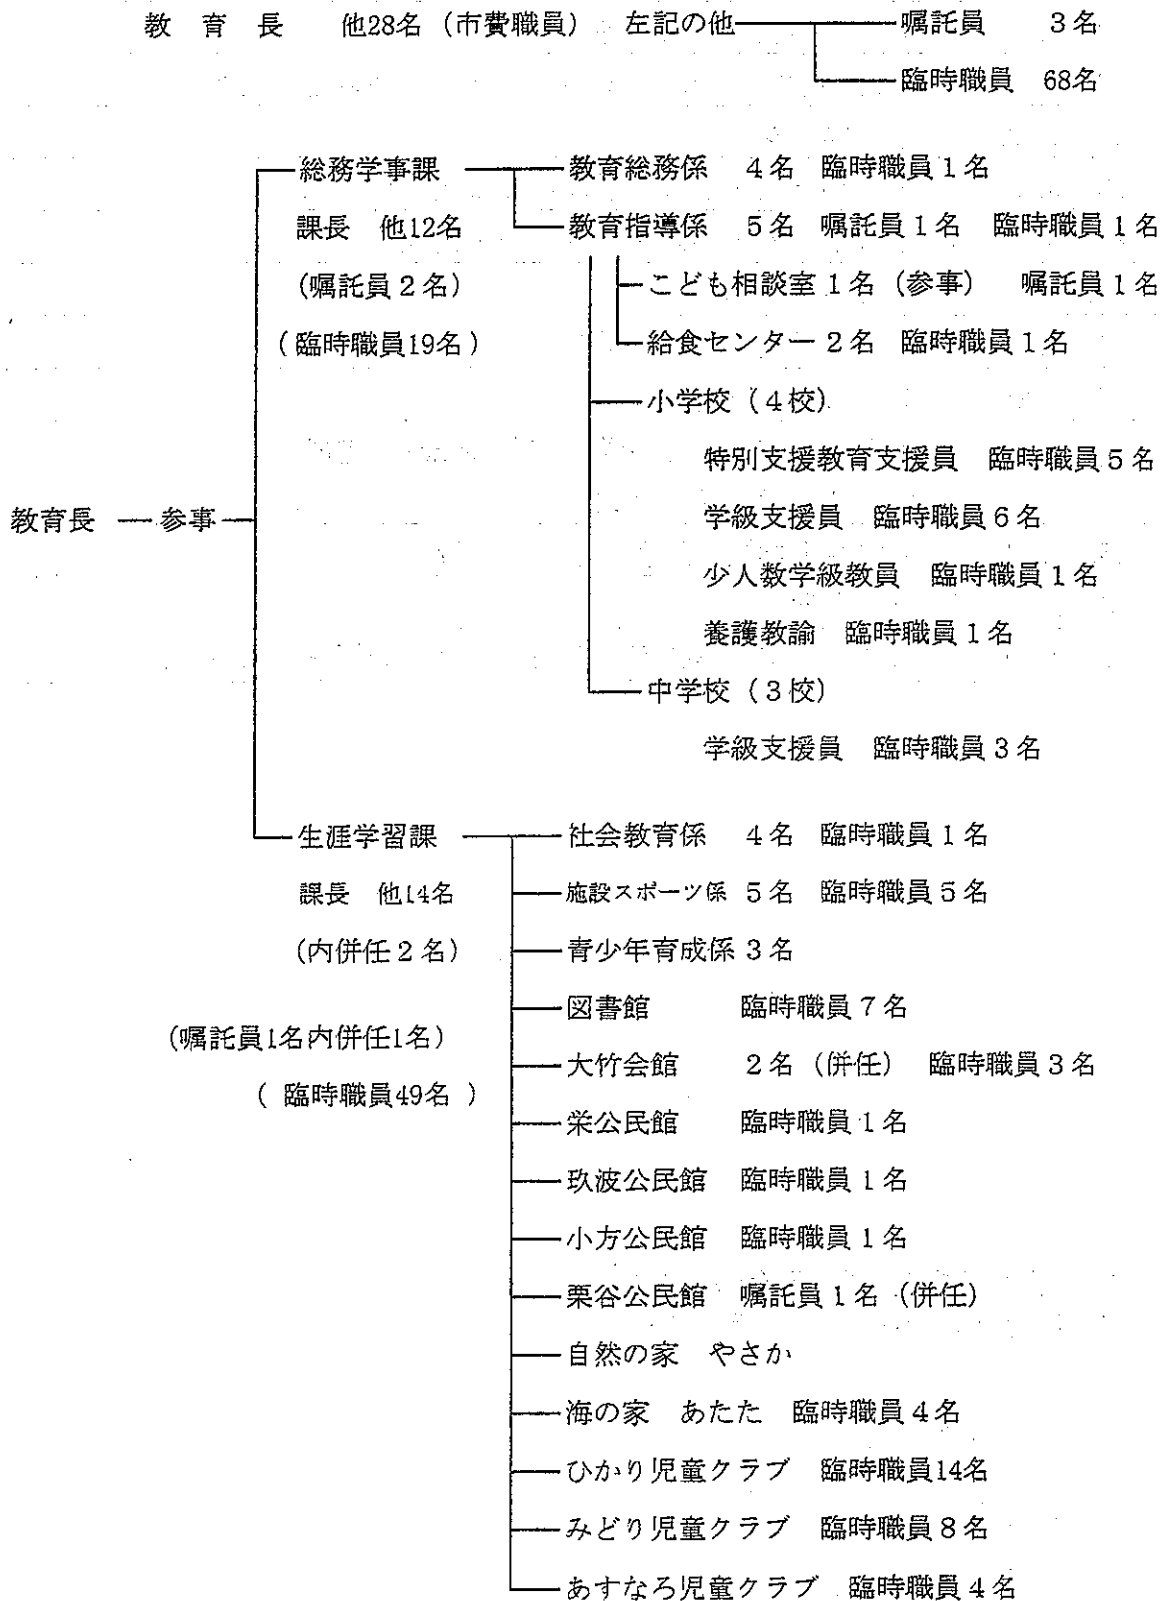 教 育 長 他28名（市費職員） 左記の他 嘱託員 3名
臨時職員 68名
総務学事課 教育総務係 4名 臨時職員1名
課長 他12名 教育指導係 5名 嘱託員1名 臨時職員1名
（嘱託員2名） こども相談室1名（参事） 嘱託員1名
（臨時職員19名） 給食センター2名 臨時職員1名
小学校（4校）
特別支援教育支援員 臨時職員5名
教育長 参事 学級支援員 臨時職員6名
少人数学級教員 臨時職員1名
養護教諭 臨時職員1名
中学校（3校）
学級支援員 臨時職員3名
生涯学習課 社会教育係 4名 臨時職員1名
課長 他14名 施設スポーツ係 5名 臨時職員5名
（内併任2名） 青少年育成係3名
図書館 臨時職員7名
（嘱託員1名内併任1名） 大竹会館 2名（併任） 臨時職員3名
（ 臨時職員49名 ） 栄公民館 臨時職員1名
玖波公民館 臨時職員1名
小方公民館 臨時職員1名
栗谷公民館 嘱託員1名（併任）
自然の家 やさか
海の家 あたた 臨時職員4名
ひかり児童クラブ 臨時職員14名
みどり児童クラブ 臨時職員8名
あすなろ児童クラブ 臨時職員4名